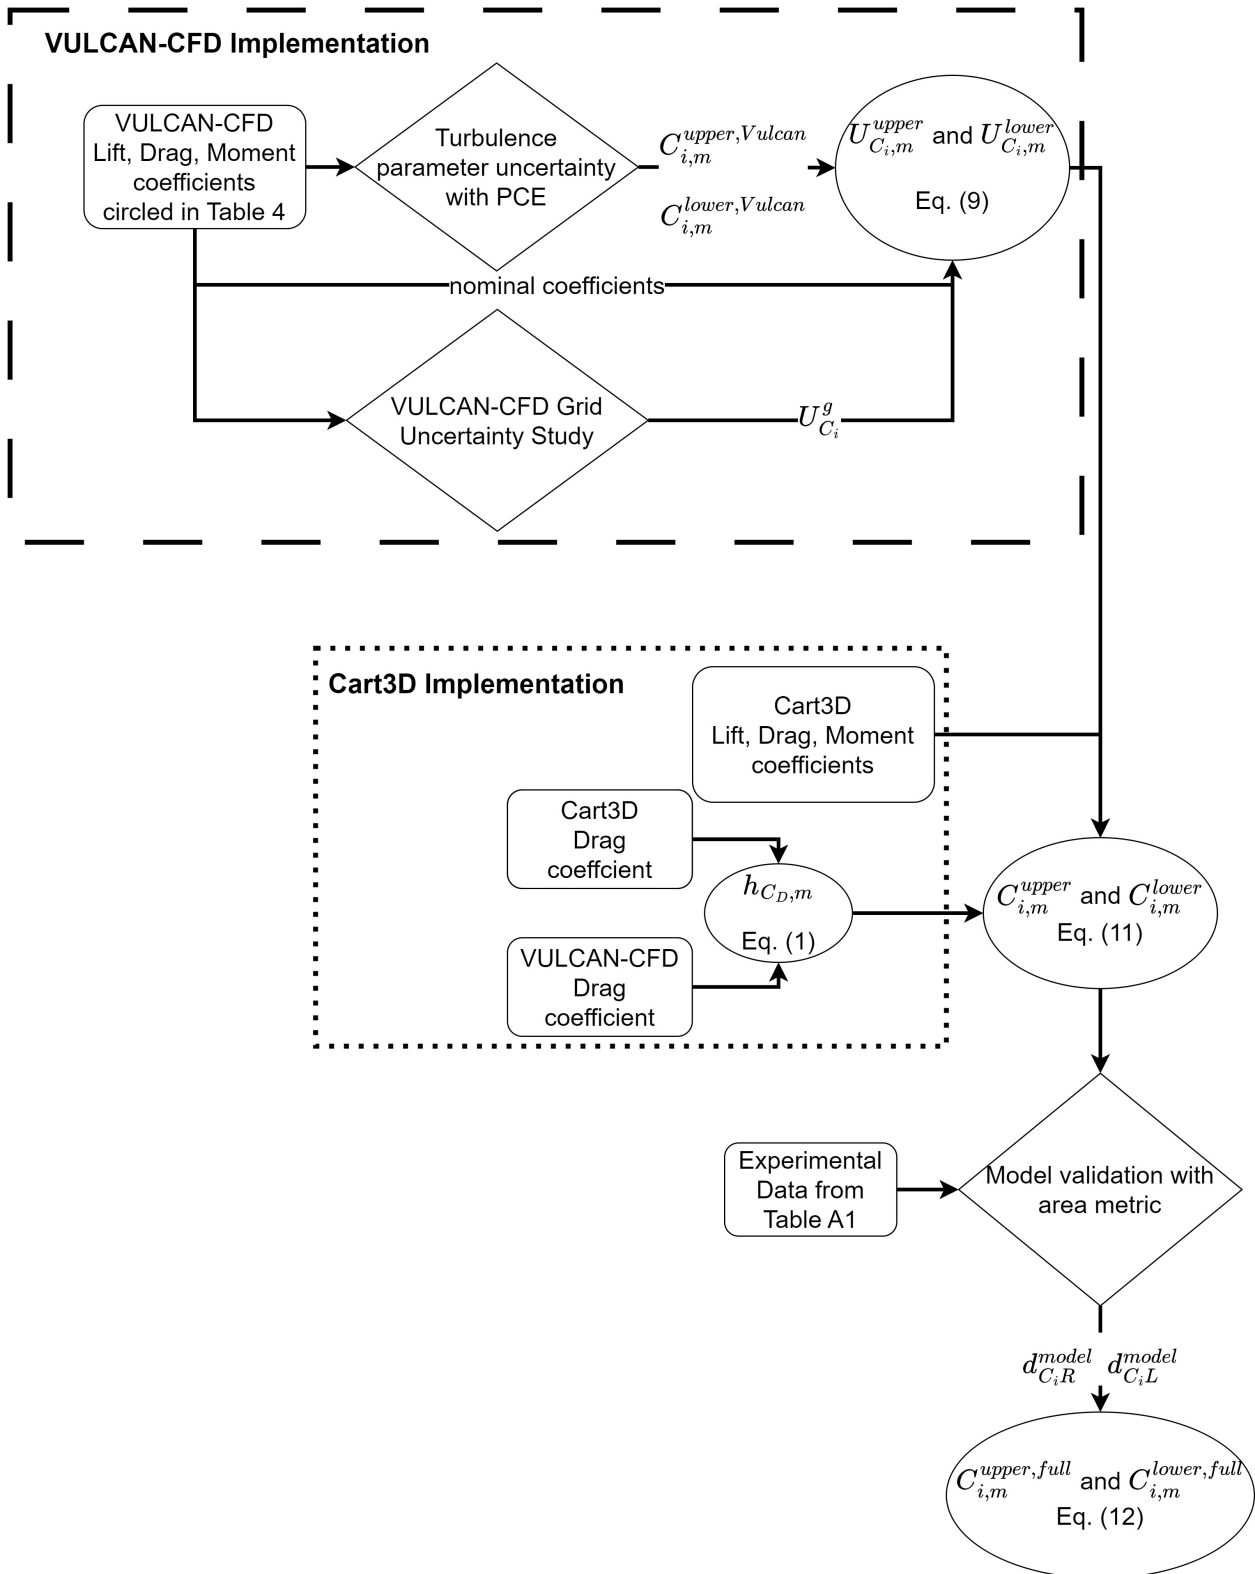 VULCAN-CFD Implementation
VULCAN-CFD
Lift, Drag, Moment
coefficients
circled in Table 4
Turbulence
parameter uncertainty
with PCE
C_{i,m}^{upper,Vulcan}
C_{i,m}^{lower,Vulcan}
U_{C_i,m}^{upper} and U_{C_i,m}^{lower}
Eq. (9)
nominal coefficients
VULCAN-CFD Grid
Uncertainty Study
U_{C_i}^{g}
Cart3D Implementation
Cart3D
Lift, Drag, Moment
coefficients
Cart3D
Drag
coeffcient
h_{C_D,m}
Eq. (1)
VULCAN-CFD
Drag
coefficient
C_{i,m}^{upper} and C_{i,m}^{lower}
Eq. (11)
Experimental
Data from
Table A1
Model validation with
area metric
d_{C_iR}^{model} d_{C_iL}^{model}
C_{i,m}^{upper,full} and C_{i,m}^{lower,full}
Eq. (12)